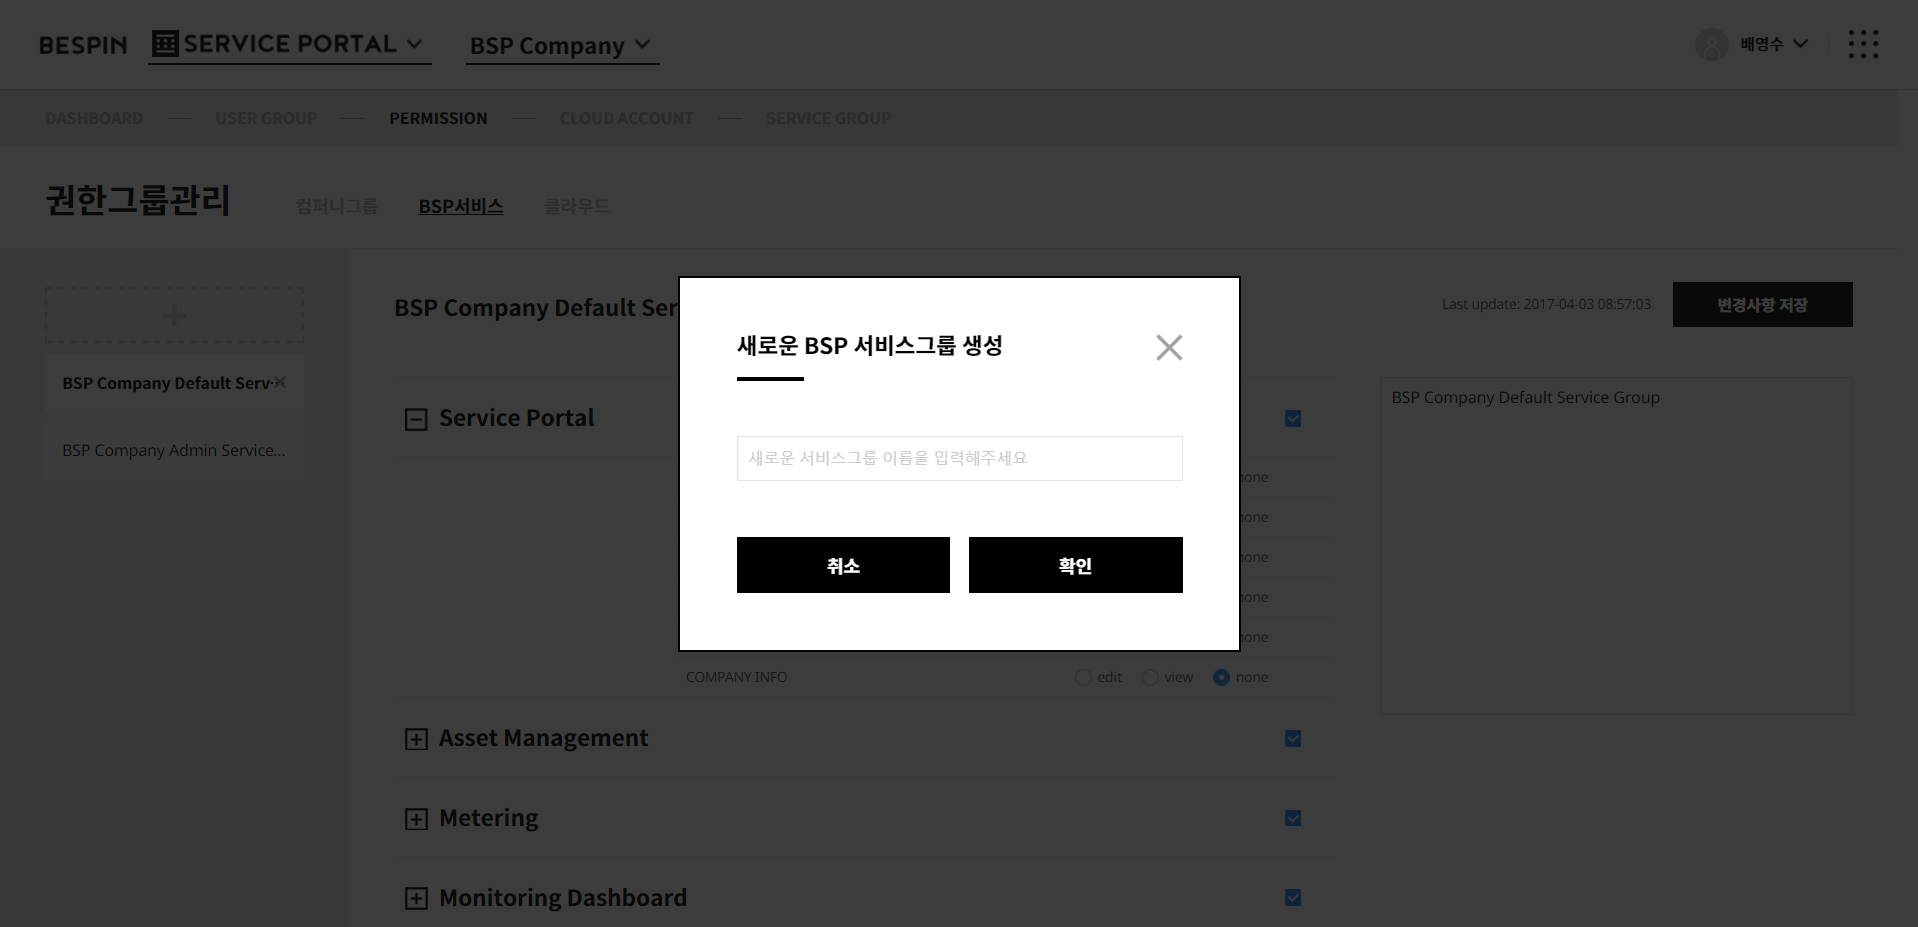 BESPIN SERVICE PORTAL BSP Company 배영수
DASHBOARD USER GROUP PERMISSION CLOUD ACCOUNT SERVICE GROUP
권한그룹관리 컴퍼니그룹 BSP서비스 클라우드
BSP Company Default Serv
BSP Company Admin Service...
BSP Company Default Ser
Last update: 2017-04-03 08:57:03 변경사항 저장
새로운 BSP 서비스그룹 생성
새로운 서비스그룹 이름을 입력해주세요
취소 확인
Service Portal
none
none
none
none
none
COMPANY INFO edit view none
Asset Management
Metering
Monitoring Dashboard
BSP Company Default Service Group